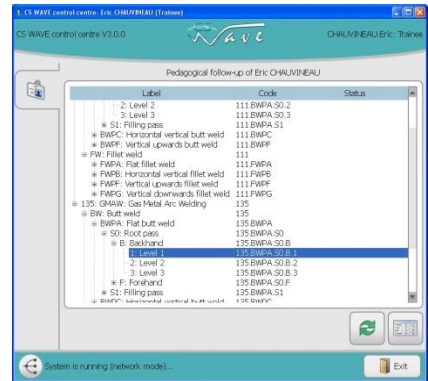 CS WAVE control centre- Eric CHAUVINEAU (Trainee)
CS WAVE control centre V3.0.0
Wave
CHAUVINEAU Eric: Trainee
Pedagogical follow-up of Eric CHAUVINEAU
Label Code Status
2: Level 2 111.BWPA.S0.2
3: Level 3 111.BWPA.S0.3
S1: Filling pass 111.BWPA.S1
BWPC: Horizontal vertical butt weld 111.BWPC
BWPF: Vertical upwards butt weld 111.BWPF
FW: Fillet weld 111
FWPA: Flat fillet weld 111.FWPA
FWPB: Horizontal vertical fillet weld 111.FWPB
FWPF: Vertical upwards fillet weld 111.FWPF
FWPG: Vertical downwards fillet weld 111.FWPG
135: GMAW: Gas Metal Arc Welding 135
BW: Butt weld 135
BWPA: Flat butt weld 135.BWPA
S0: Root pass 135.BWPA.S0
B: Backhand 135.BWPA.S0.B
1: Level 1 135.BWPA.S0.B.1
2: Level 2 135.BWPA.S0.B.2
3: Level 3 135.BWPA.S0.B.3
F: Forehand 135.BWPA.S0.F
S1: Filling pass 135.BWPA.S1
BWPC: Horizontal vertical butt weld 135.BWPC
System is running (network mode)...
Exit